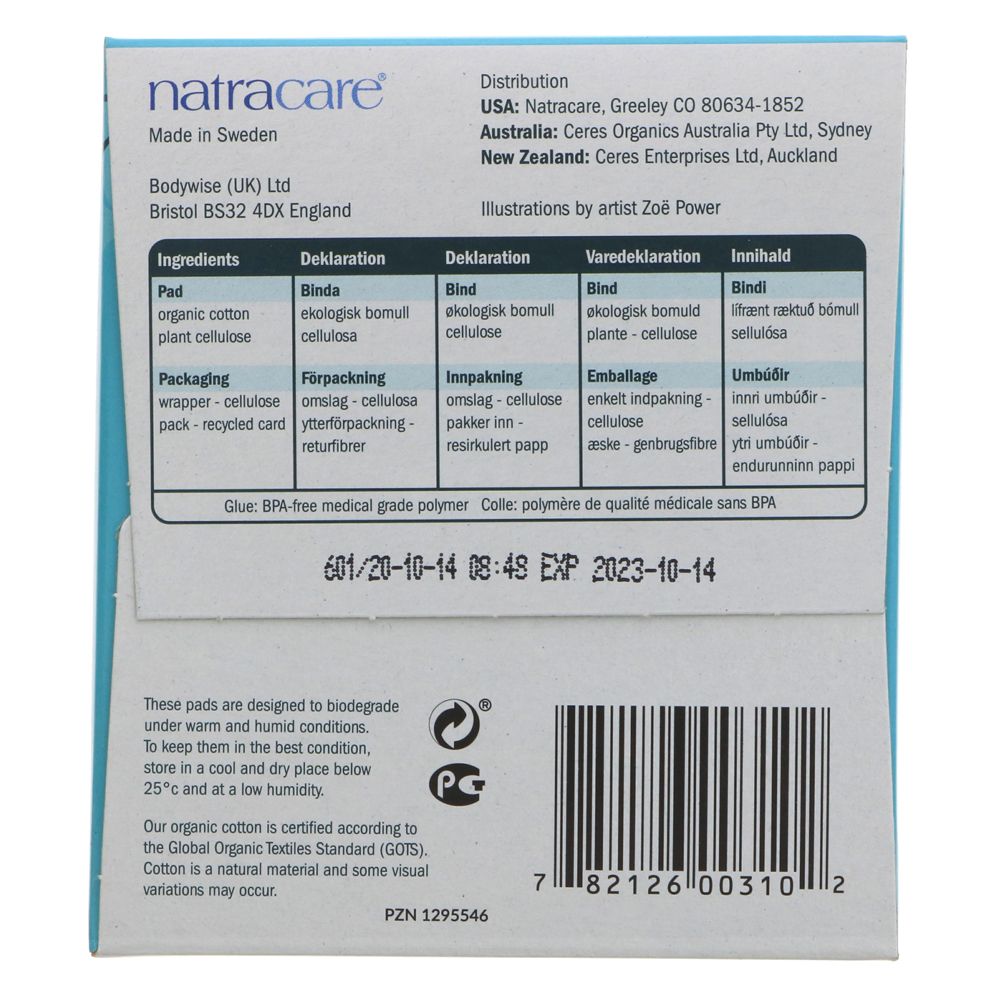 natracare®
Made in Sweden
Bodywise (UK) Ltd
Bristol BS32 4DX England
Distribution
USA: Natracare, Greeley CO 80634-1852
Australia: Ceres Organics Australia Pty Ltd, Sydney
New Zealand: Ceres Enterprises Ltd, Auckland
Illustrations by artist Zoë Power
Ingredients
Pad
organic cotton
plant cellulose
Packaging
wrapper - cellulose
pack - recycled card
Deklaration
Binda
ekologisk bomull
cellulosa
Förpackning
omslag - cellulosa
ytterförpackning -
returfibrer
Deklaration
Bind
økologisk bomull
cellulose
Innpakning
omslag - cellulose
pakker inn -
resirkulert papp
Varedeklaration
Bind
økologisk bomuld
plante - cellulose
Emballage
enkelt indpakning -
cellulose
æske - genbrugsfibre
Innihald
Bindi
lífrænt ræktuð bómull
sellulósa
Umbúðir
innri umbúðir -
sellulósa
ytri umbúðir -
endurunninn pappi
Glue: BPA-free medical grade polymer Colle: polymère de qualité médicale sans BPA
601/20-10-14 08:48 EXP 2023-10-14
These pads are designed to biodegrade
under warm and humid conditions.
To keep them in the best condition,
store in a cool and dry place below
25°c and at a low humidity.
Our organic cotton is certified according to
the Global Organic Textiles Standard (GOTS).
Cotton is a natural material and some visual
variations may occur.
PZN 1295546
®
РСТ
7 82126 00310 2